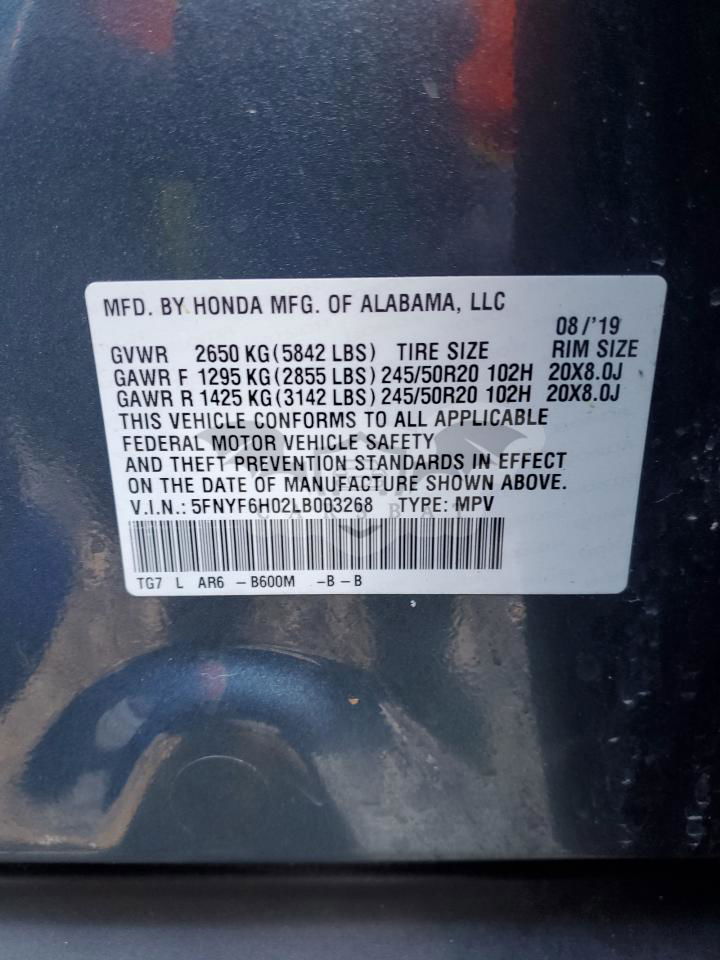 MFD. BY HONDA MFG. OF ALABAMA, LLC
08/'19
GVWR 2650 KG(5842 LBS) TIRE SIZE RIM SIZE
GAWR F 1295 KG(2855 LBS)245/50R20 102H 20X8.0J
GAWR R 1425 KG(3142 LBS)245/50R20 102H 20X8.0J
THIS VEHICLE CONFORMS TO ALL APPLICABLE
FEDERAL MOTOR VEHICLE SAFETY
AND THEFT PREVENTION STANDARDS IN EFFECT
ON THE DATE OF MANUFACTURE SHOWN ABOVE.
V.I.N.: 5FNYF6H02LB003268 TYPE: MPV
TG7 L AR6 -B600M -B-B